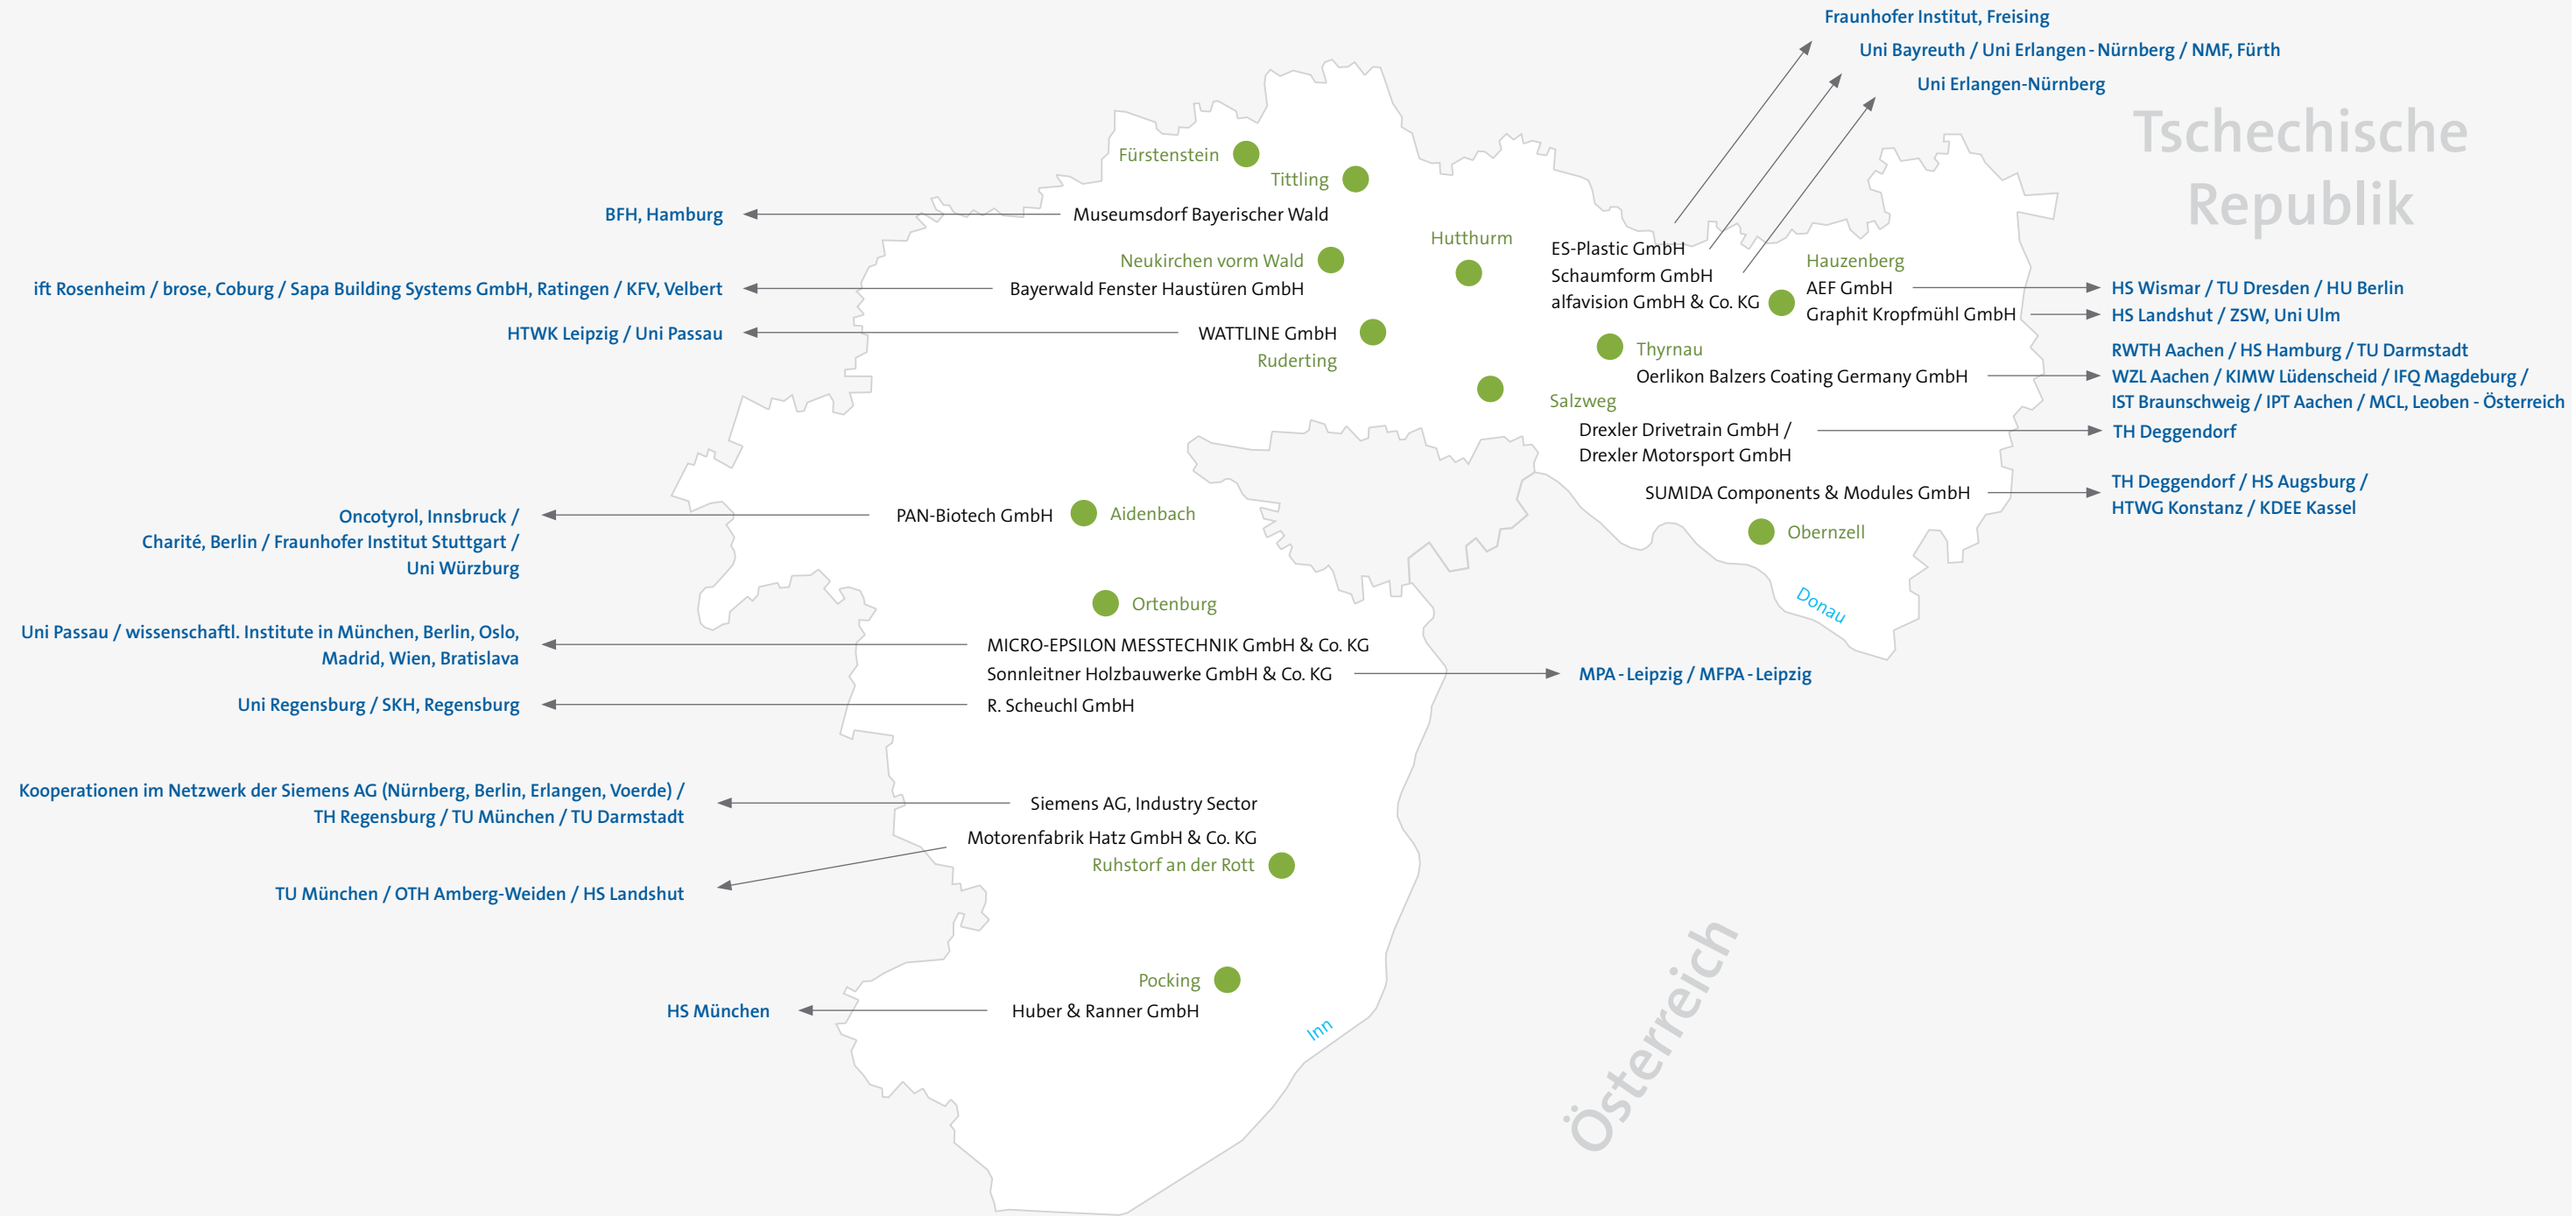 Fraunhofer Institut, Freising
Uni Bayreuth / Uni Erlangen-Nürnberg / NMF, Fürth
Uni Erlangen-Nürnberg
Tschechische
Republik
Fürstenstein
Tittling
BFH, Hamburg
Museumsdorf Bayerischer Wald
Hutthurm
Neukirchen vorm Wald
ift Rosenheim / brose, Coburg / Sapa Building Systems GmbH, Ratingen / KFV, Velbert
Bayerwald Fenster Haustüren GmbH
HTWK Leipzig / Uni Passau
WATTLINE GmbH
Ruderting
ES-Plastic GmbH
Schaumform GmbH
alfavision GmbH & Co. KG
Hauzenberg
AEF GmbH
HS Wismar / TU Dresden / HU Berlin
Graphit Kropfmühl GmbH
HS Landshut / ZSW, Uni Ulm
Thyrnau
Oerlikon Balzers Coating Germany GmbH
RWTH Aachen / HS Hamburg / TU Darmstadt
WZL Aachen / KIMW Lüdenscheid / IFQ Magdeburg /
IST Braunschweig / IPT Aachen / MCL, Leoben - Österreich
Salzweg
Drexler Drivetrain GmbH /
Drexler Motorsport GmbH
TH Deggendorf
SUMIDA Components & Modules GmbH
TH Deggendorf / HS Augsburg /
HTWG Konstanz / KDEE Kassel
Obernzell
Donau
Oncotyrol, Innsbruck /
Charité, Berlin / Fraunhofer Institut Stuttgart /
Uni Würzburg
PAN-Biotech GmbH
Aidenbach
Ortenburg
Uni Passau / wissenschaftl. Institute in München, Berlin, Oslo,
Madrid, Wien, Bratislava
MICRO-EPSILON MESSTECHNIK GmbH & Co. KG
Sonnleitner Holzbauwerke GmbH & Co. KG
MPA-Leipzig / MFPA-Leipzig
Uni Regensburg / SKH, Regensburg
R. Scheuchl GmbH
Kooperationen im Netzwerk der Siemens AG (Nürnberg, Berlin, Erlangen, Voerde) /
TH Regensburg / TU München / TU Darmstadt
Siemens AG, Industry Sector
Motorenfabrik Hatz GmbH & Co. KG
Ruhstorf an der Rott
TU München / OTH Amberg-Weiden / HS Landshut
Pocking
HS München
Huber & Ranner GmbH
Inn
Österreich